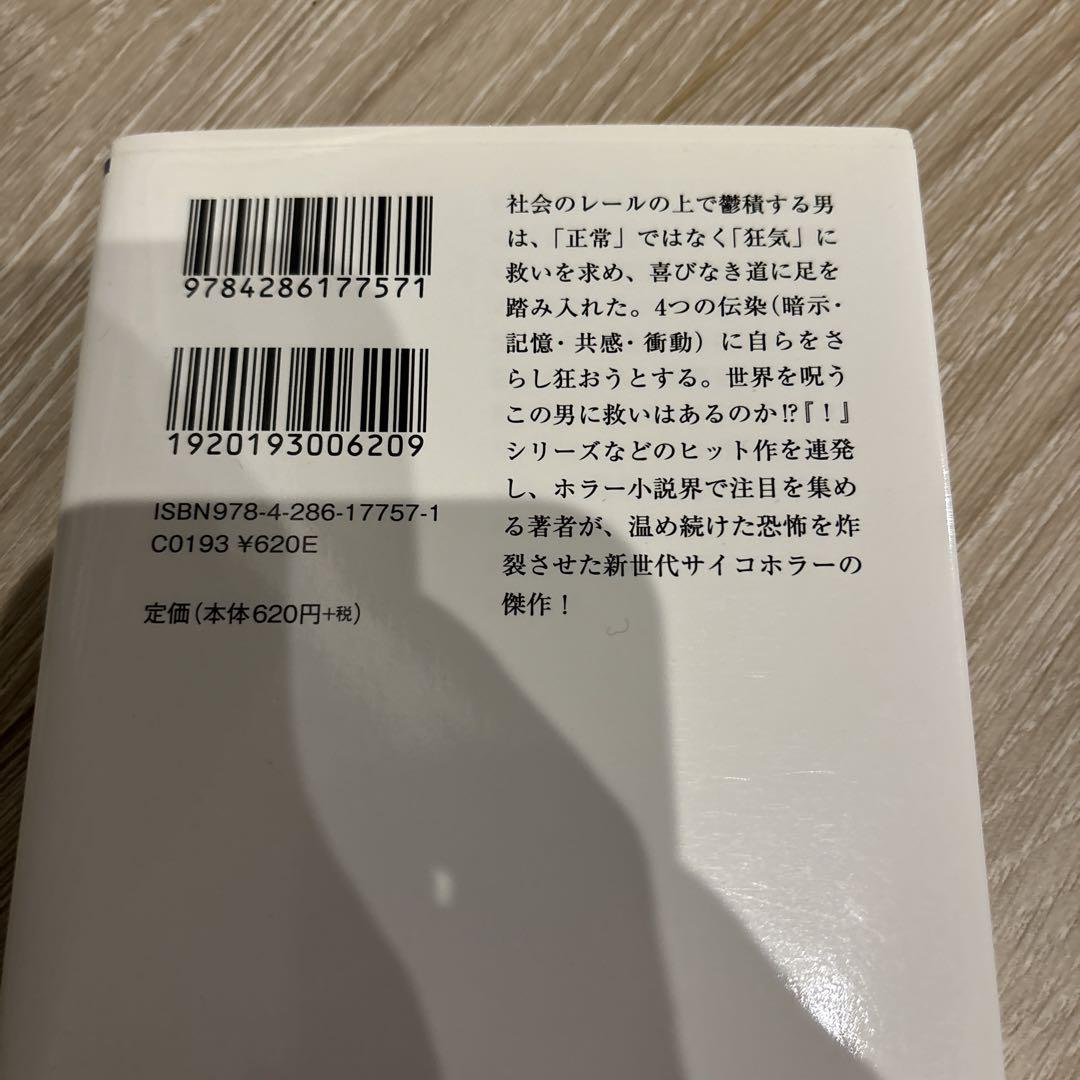 9784286177571
1920193006209
ISBN978-4-286-17757-1
C0193 ¥620E
定価(本体620円+税)
社会のレールの上で鬱積する男
は、「正常」ではなく「狂気」に
救いを求め、喜びなき道に足を
踏み入れた。4つの伝染(暗示・
記憶・共感・衝動)に自らをさ
らし狂おうとする。世界を呪う
この男に救いはあるのか!?『!』
シリーズなどのヒット作を連発
し、ホラー小説界で注目を集め
る著者が、温め続けた恐怖を炸
裂させた新世代サイコホラーの
傑作!